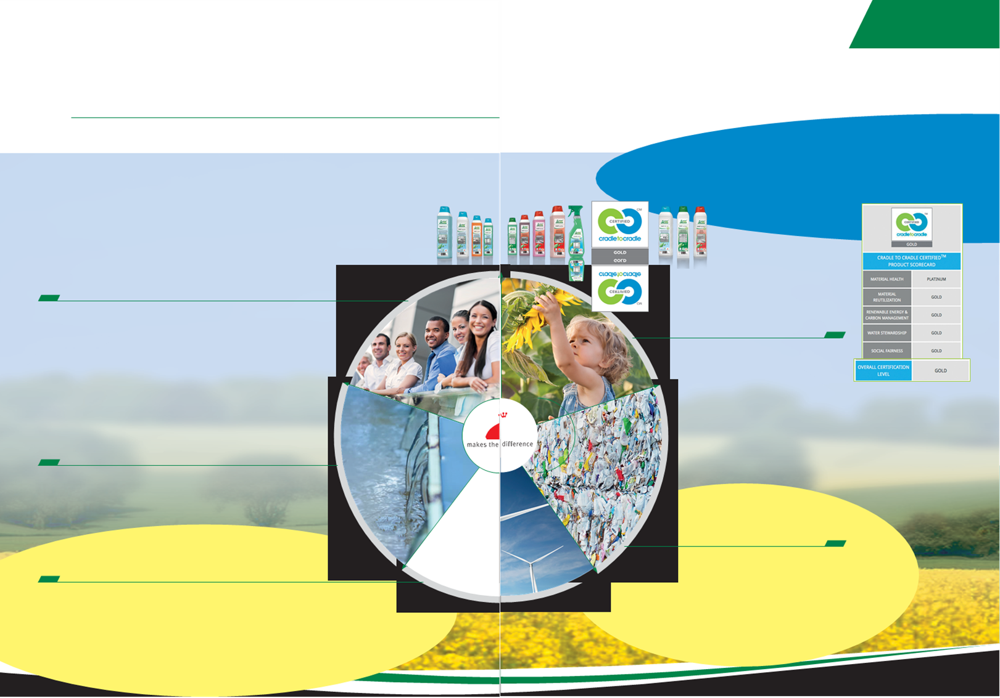 CERTIFIED
CM
cradletocradle
GOLD
CERTIFIED
TM
cradletocradle
GOLD
CRADLE TO CRADLE CERTIFIED™
PRODUCT SCORECARD
MATERIAL HEALTH PLATINUM
MATERIAL
REUTILIZATION GOLD
RENEWABLE ENERGY &
CARBON MANAGEMENT GOLD
WATER STEWARDSHIP GOLD
SOCIAL FAIRNESS GOLD
OVERALL CERTIFICATION
LEVEL GOLD
makes the difference